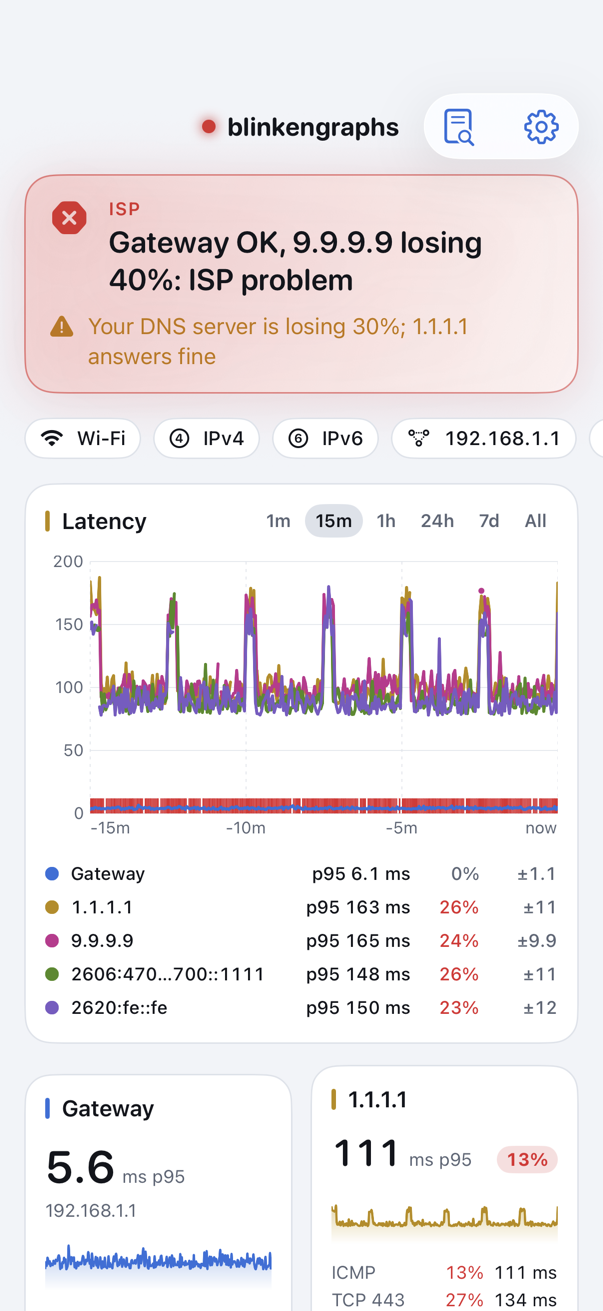 blinkengraphs
ISP
Gateway OK, 9.9.9.9 losing
40%: ISP problem
Your DNS server is losing 30%; 1.1.1.1
answers fine
Wi-Fi
4 IPv4
6 IPv6
192.168.1.1
Latency
1m 15m 1h 24h 7d All
200
150
100
50
0
-15m -10m -5m now
Gateway p95 6.1 ms 0% ±1.1
1.1.1.1 p95 163 ms 26% ±11
9.9.9.9 p95 165 ms 24% ±9.9
2606:470…700::1111 p95 148 ms 26% ±11
2620:fe::fe p95 150 ms 23% ±12
Gateway
5.6 ms p95
192.168.1.1
1.1.1.1
111 ms p95 13%
ICMP 13% 111 ms
TCP 443 27% 134 ms